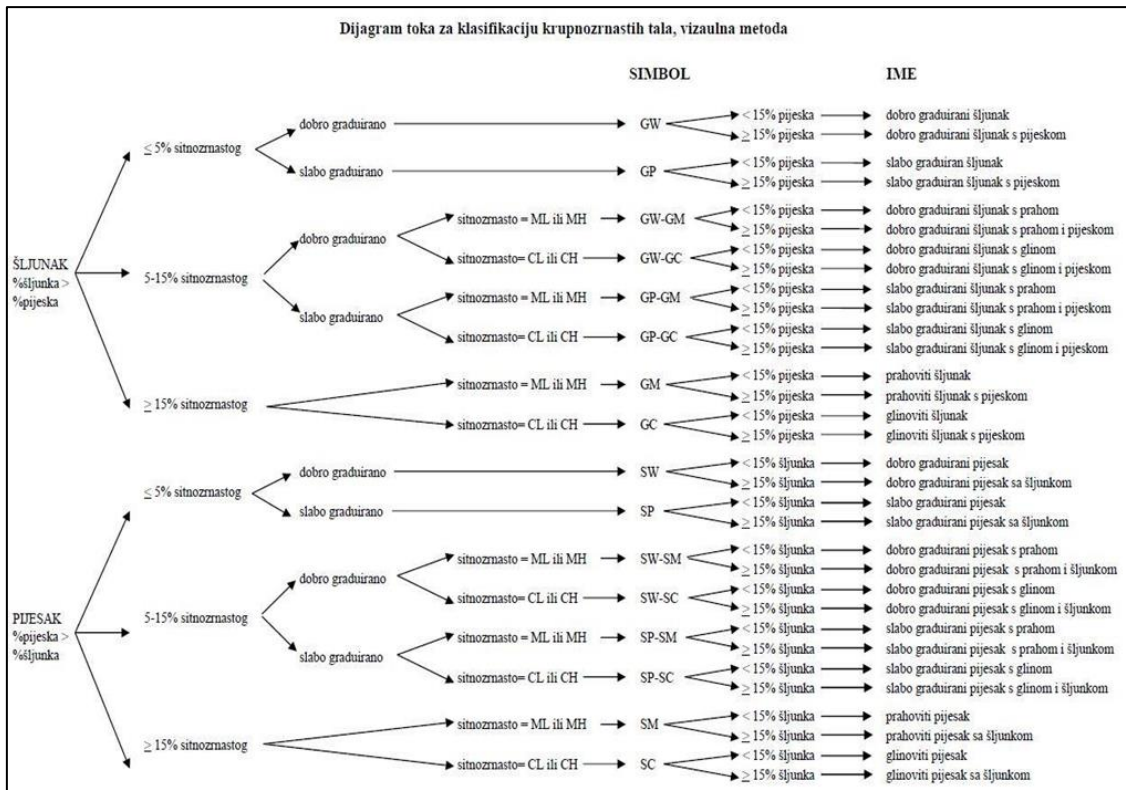 Dijagram toka za klasifikaciju krupnozrnastih tala, vizaulna metoda
SIMBOL IME
ŠLJUNAK
%šljunka >
%pijeska
≤ 5% sitnozrnastog
dobro graduirano GW
< 15% pijeska dobro graduirani šljunak
≥ 15% pijeska dobro graduirani šljunak s pijeskom
slabo graduirano GP
< 15% pijeska slabo graduiran šljunak
≥ 15% pijeska slabo graduiran šljunak s pijeskom
5-15% sitnozrnastog
dobro graduirano
sitnozrnasto = ML ili MH GW-GM
< 15% pijeska dobro graduirani šljunak s prahom
≥ 15% pijeska dobro graduirani šljunak s prahom i pijeskom
sitnozrnasto= CL ili CH GW-GC
< 15% pijeska dobro graduirani šljunak s glinom
≥ 15% pijeska dobro graduirani šljunak s glinom i pijeskom
slabo graduirano
sitnozrnasto = ML ili MH GP-GM
< 15% pijeska slabo graduirani šljunak s prahom
≥ 15% pijeska slabo graduirani šljunak s prahom i pijeskom
sitnozrnasto= CL ili CH GP-GC
< 15% pijeska slabo graduirani šljunak s glinom
≥ 15% pijeska slabo graduirani šljunak s glinom i pijeskom
≥ 15% sitnozrnastog
sitnozrnasto = ML ili MH GM
< 15% pijeska prahoviti šljunak
≥ 15% pijeska prahoviti šljunak s pijeskom
sitnozrnasto= CL ili CH GC
< 15% pijeska glinoviti šljunak
≥ 15% pijeska glinoviti šljunak s pijeskom
PIJESAK
%pijeska >
%šljunka
≤ 5% sitnozrnastog
dobro graduirano SW
< 15% šljunka dobro graduirani pijesak
≥ 15% šljunka dobro graduirani pijesak sa šljunkom
slabo graduirano SP
< 15% šljunka slabo graduirani pijesak
≥ 15% šljunka slabo graduirani pijesak sa šljunkom
5-15% sitnozrnastog
dobro graduirano
sitnozrnasto = ML ili MH SW-SM
< 15% šljunka dobro graduirani pijesak s prahom
≥ 15% šljunka dobro graduirani pijesak s prahom i šljunkom
sitnozrnasto= CL ili CH SW-SC
< 15% šljunka dobro graduirani pijesak s glinom
≥ 15% šljunka dobro graduirani pijesak s glinom i šljunkom
slabo graduirano
sitnozrnasto = ML ili MH SP-SM
< 15% šljunka slabo graduirani pijesak s prahom
≥ 15% šljunka slabo graduirani pijesak s prahom i šljunkom
sitnozrnasto= CL ili CH SP-SC
< 15% šljunka slabo graduirani pijesak s glinom
≥ 15% šljunka slabo graduirani pijesak s glinom i šljunkom
≥ 15% sitnozrnastog
sitnozrnasto = ML ili MH SM
< 15% šljunka prahoviti pijesak
≥ 15% šljunka prahoviti pijesak sa šljunkom
sitnozrnasto= CL ili CH SC
< 15% šljunka glinoviti pijesak
≥ 15% šljunka glinoviti pijesak sa šljunkom